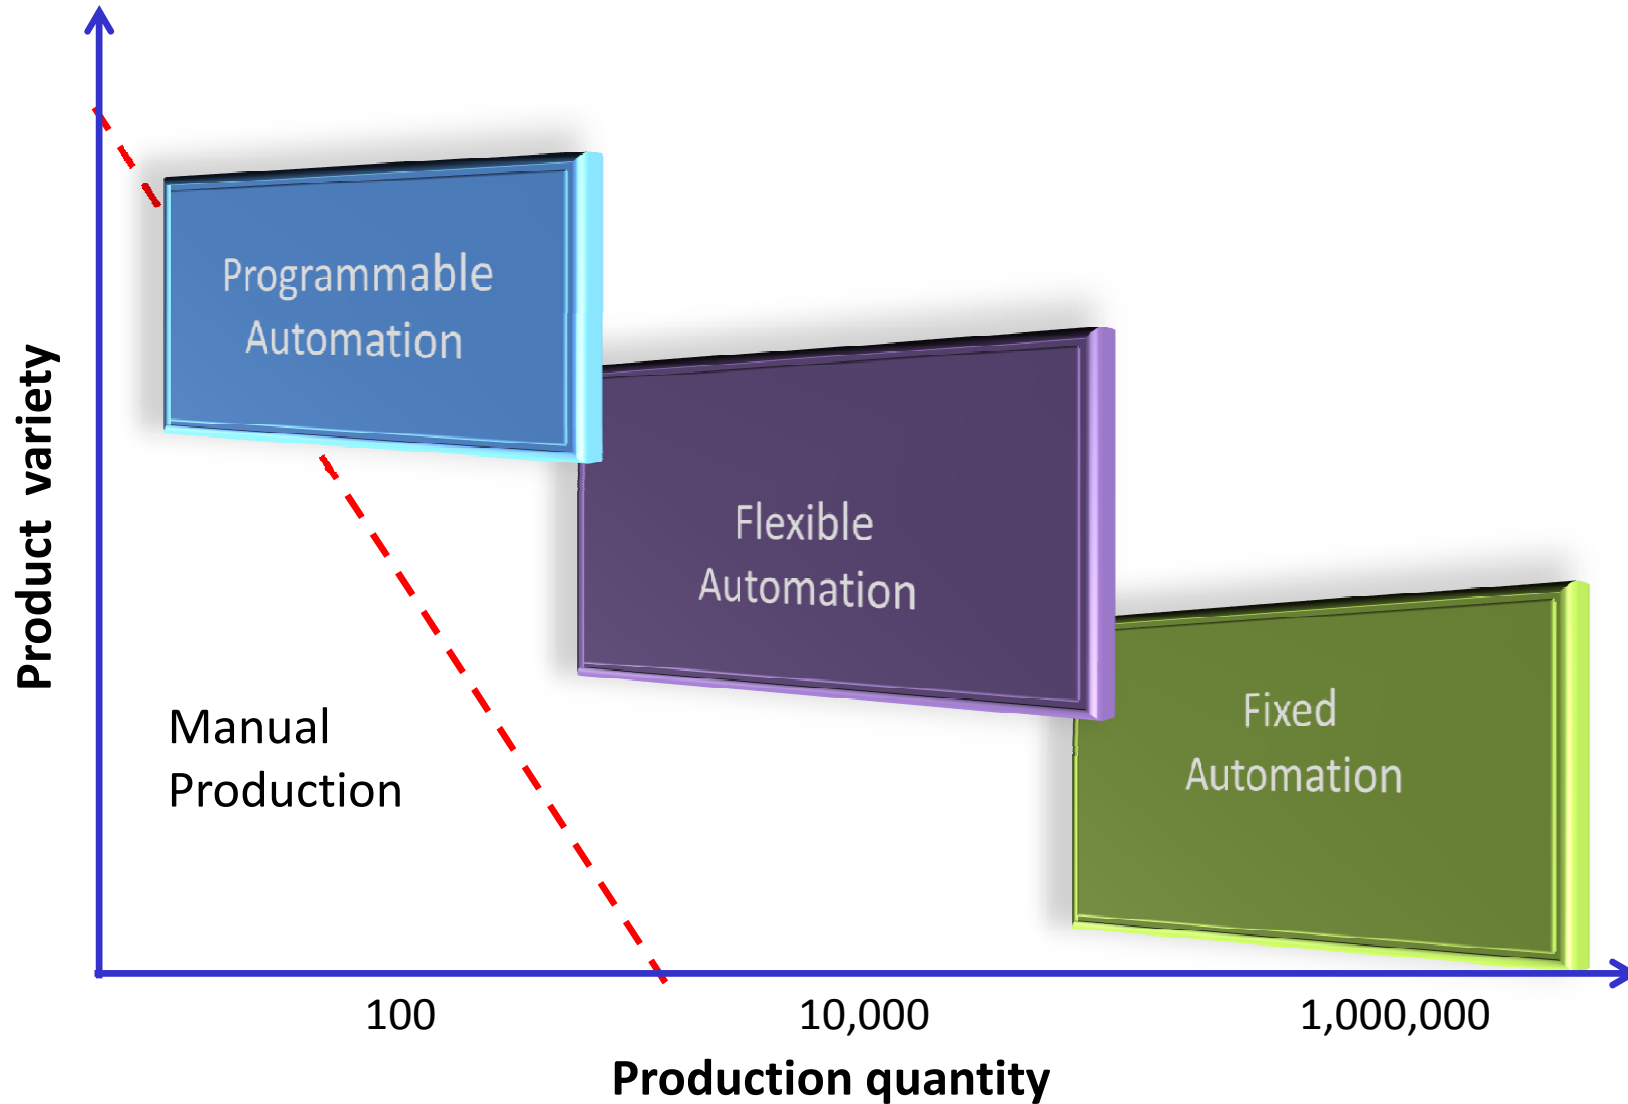 Product variety
Programmable
Automation
Flexible
Automation
Fixed
Automation
Manual
Production
100
10,000
1,000,000
Production quantity